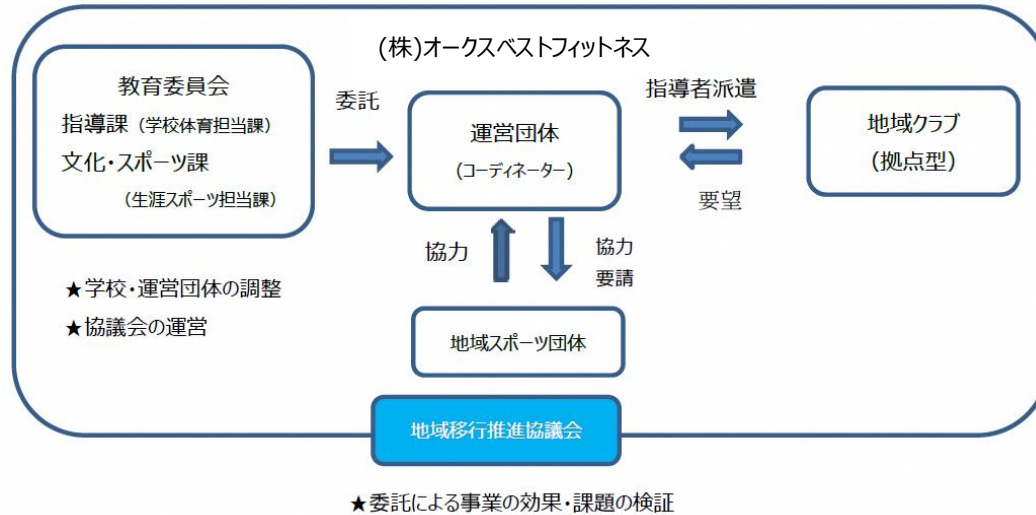 (株)オークスベストフィットネス
教育委員会
指導課（学校体育担当課）
文化・スポーツ課
（生涯スポーツ担当課）
委託
運営団体
（コーディネーター）
指導者派遣
要望
地域クラブ
（拠点型）
協力
協力
要請
★学校・運営団体の調整
★協議会の運営
地域スポーツ団体
地域移行推進協議会
★委託による事業の効果・課題の検証